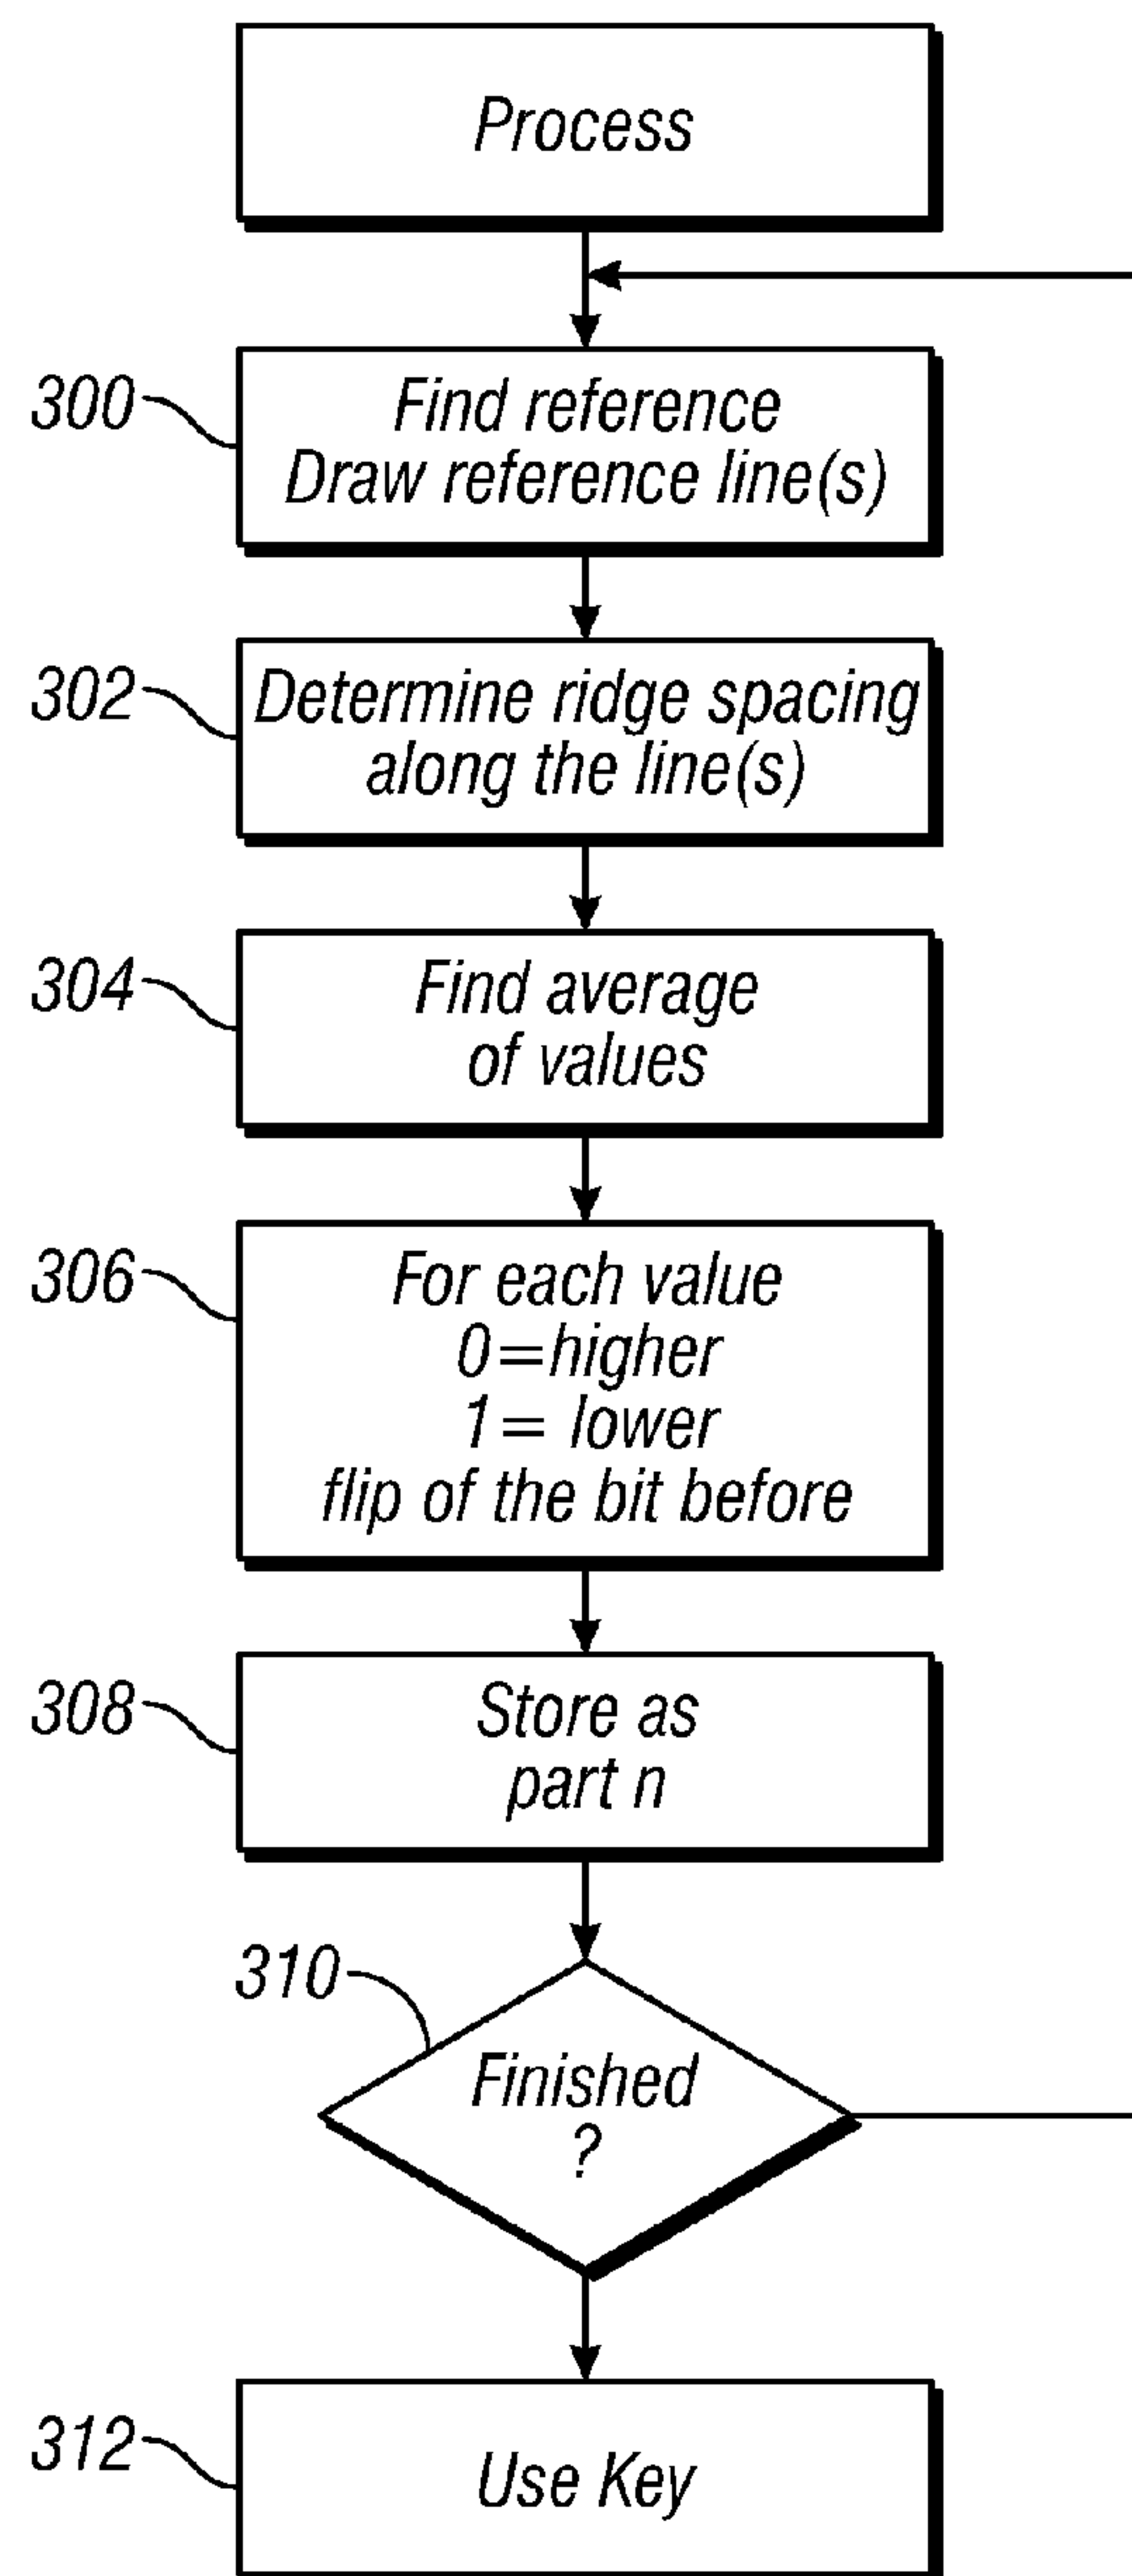 Process
300
Find reference
Draw reference line(s)
302
Determine ridge spacing
along the line(s)
304
Find average
of values
306
For each value
0=higher
1= lower
flip of the bit before
308
Store as
part n
310
Finished
?
312
Use Key